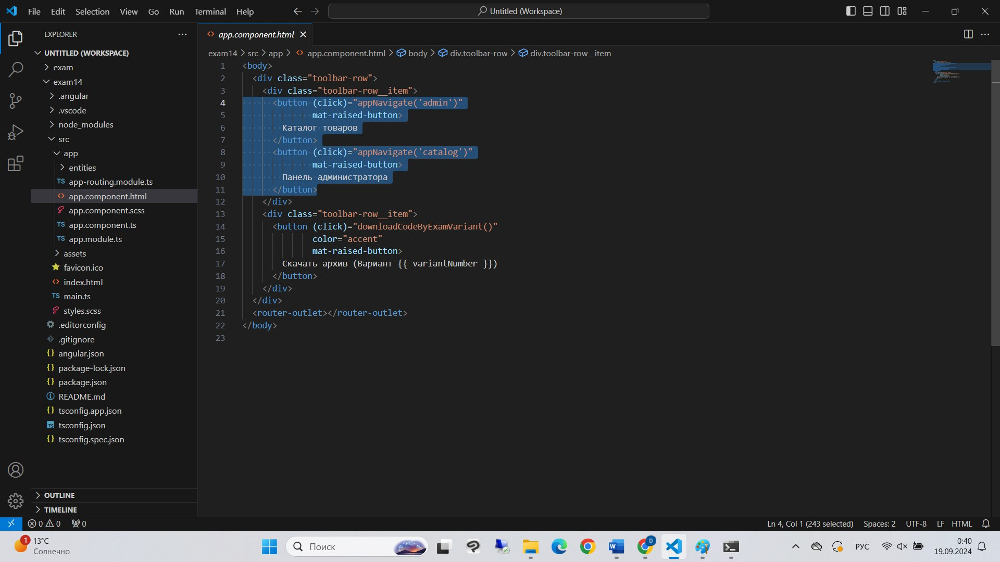 File Edit Selection View Go Run Terminal Help
Untitled (Workspace)
EXPLORER
UNTITLED (WORKSPACE)
exam
exam14
.angular
.vscode
node_modules
src
app
entities
TS app-routing.module.ts
<> app.component.html
app.component.scss
TS app.component.ts
TS app.module.ts
assets
favicon.ico
<> index.html
TS main.ts
styles.scss
.editorconfig
.gitignore
{} angular.json
{} package-lock.json
{} package.json
README.md
{} tsconfig.app.json
TS tsconfig.json
{} tsconfig.spec.json
OUTLINE
TIMELINE
<> app.component.html
exam14 > src > app > <> app.component.html > body > div.toolbar-row > div.toolbar-row__item
1 <body>
2 <div class="toolbar-row">
3 <div class="toolbar-row__item">
4 <button (click)="appNavigate('admin')"
5 mat-raised-button>
6 Каталог товаров
7 </button>
8 <button (click)="appNavigate('catalog')"
9 mat-raised-button>
10 Панель администратора
11 </button>
12 </div>
13 <div class="toolbar-row__item">
14 <button (click)="downloadCodeByExamVariant()"
15 color="accent"
16 mat-raised-button>
17 Скачать архив (Вариант {{ variantNumber }})
18 </button>
19 </div>
20 </div>
21 <router-outlet></router-outlet>
22 </body>
23
0 0 0
Ln 4, Col 1 (243 selected) Spaces: 2 UTF-8 LF HTML
1
13°C
Солнечно
Поиск
W
D
РУС
0:40
19.09.2024